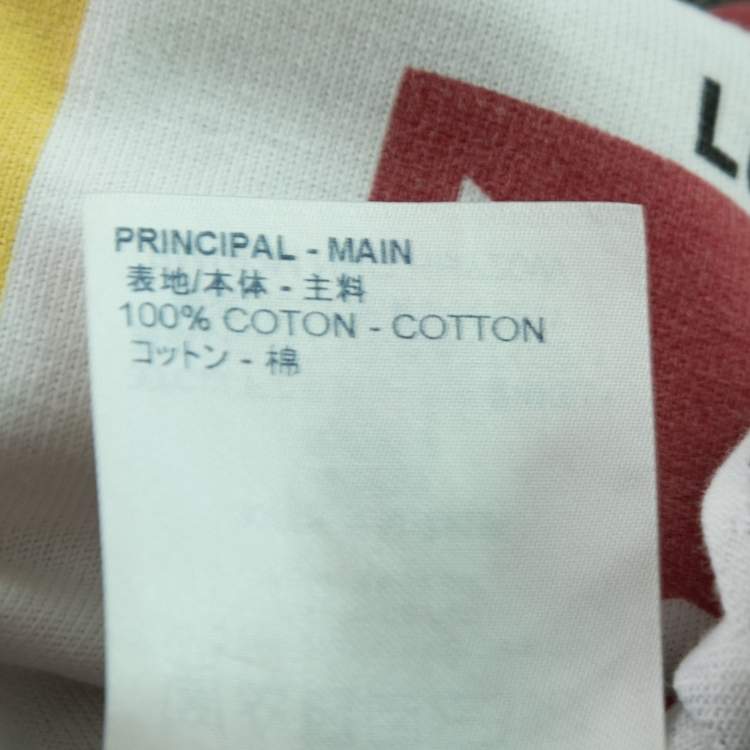 PRINCIPAL - MAIN
表地/本体 - 主料
100% COTON - COTTON
コットン - 棉